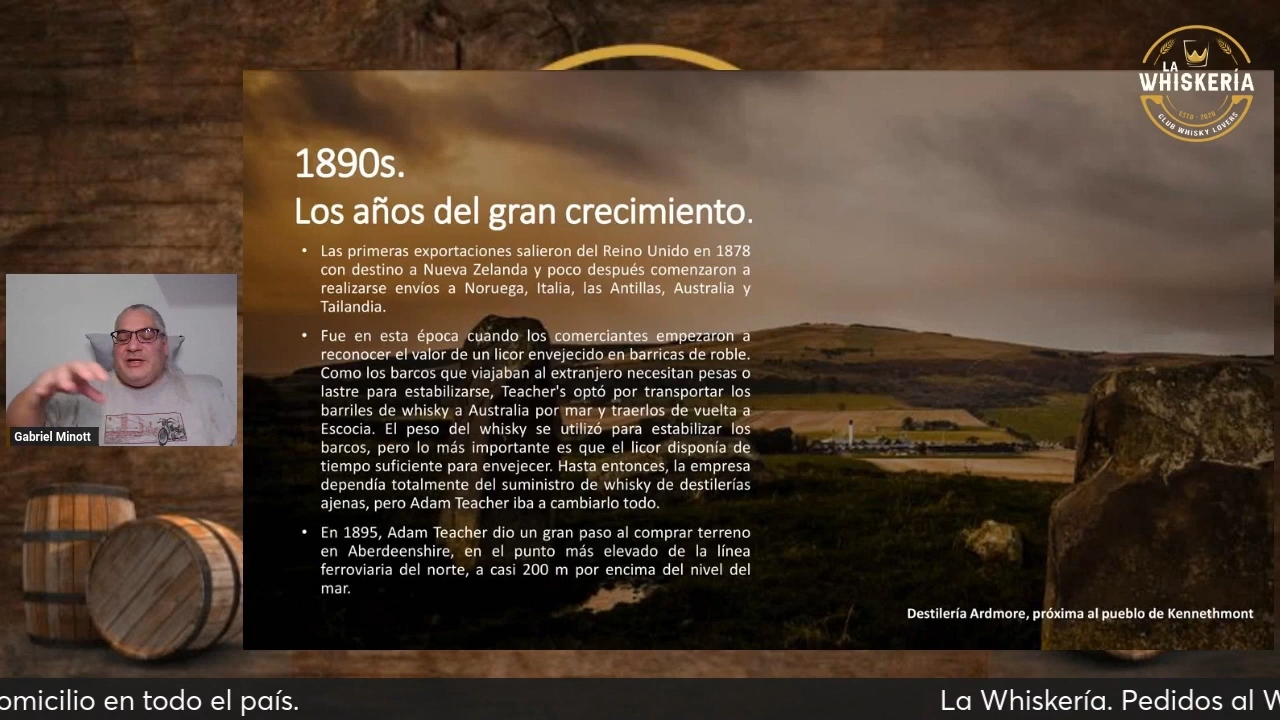 LA
WHISKERÍA
ESTD · 2020
CLUB WHISKY LOVERS
1890s.
Los años del gran crecimiento.
• Las primeras exportaciones salieron del Reino Unido en 1878
con destino a Nueva Zelanda y poco después comenzaron a
realizarse envíos a Noruega, Italia, las Antillas, Australia y
Tailandia.
• Fue en esta época cuando los comerciantes empezaron a
reconocer el valor de un licor envejecido en barricas de roble.
Como los barcos que viajaban al extranjero necesitan pesas o
lastre para estabilizarse, Teacher's optó por transportar los
barriles de whisky a Australia por mar y traerlos de vuelta a
Escocia. El peso del whisky se utilizó para estabilizar los
barcos, pero lo más importante es que el licor disponía de
tiempo suficiente para envejecer. Hasta entonces, la empresa
dependía totalmente del suministro de whisky de destilerías
ajenas, pero Adam Teacher iba a cambiarlo todo.
• En 1895, Adam Teacher dio un gran paso al comprar terreno
en Aberdeenshire, en el punto más elevado de la línea
ferroviaria del norte, a casi 200 m por encima del nivel del
mar.
Gabriel Minott
Destilería Ardmore, próxima al pueblo de Kennethmont
omicilio en todo el país.
La Whiskería. Pedidos al W